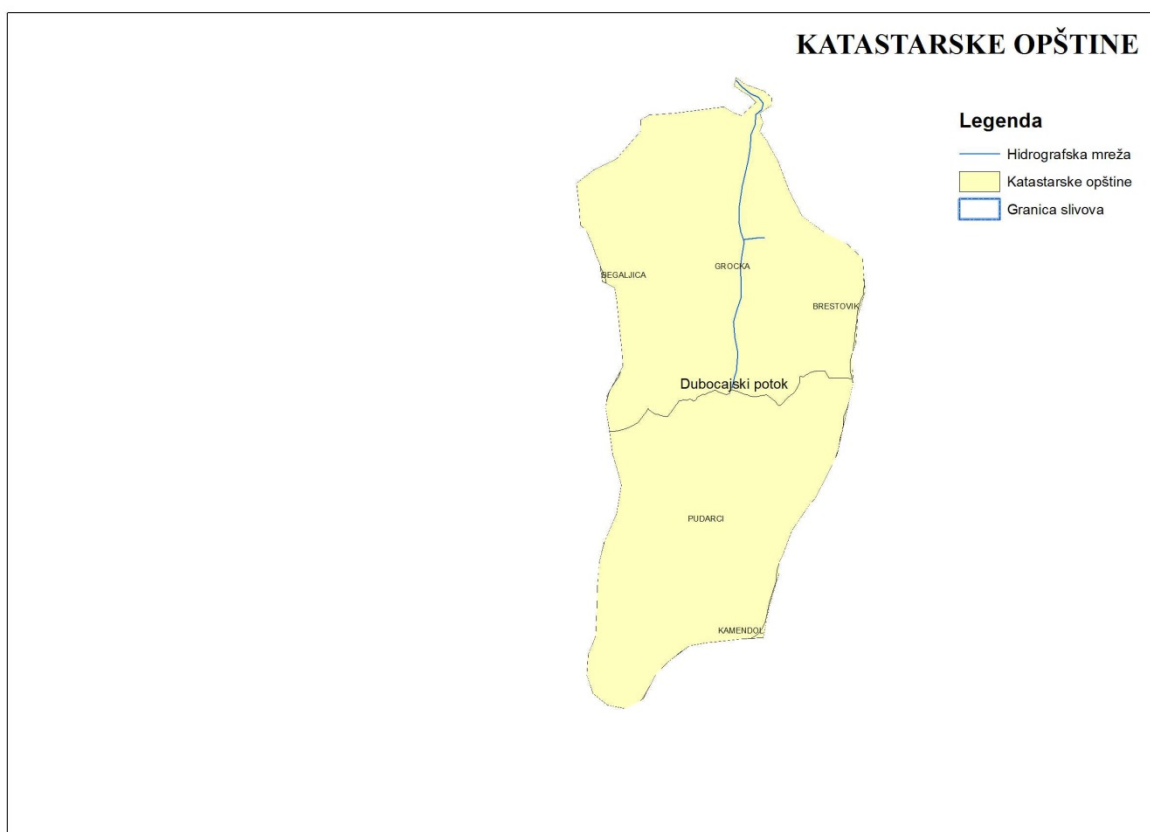 KATASTARSKE OPŠTINE
Legenda
Hidrografska mreža
Katastarske opštine
Granica slivova
BEGALJICA
GROCKA
BRESTOVIK
Dubocajski potok
PUDARCI
KAMENDOL